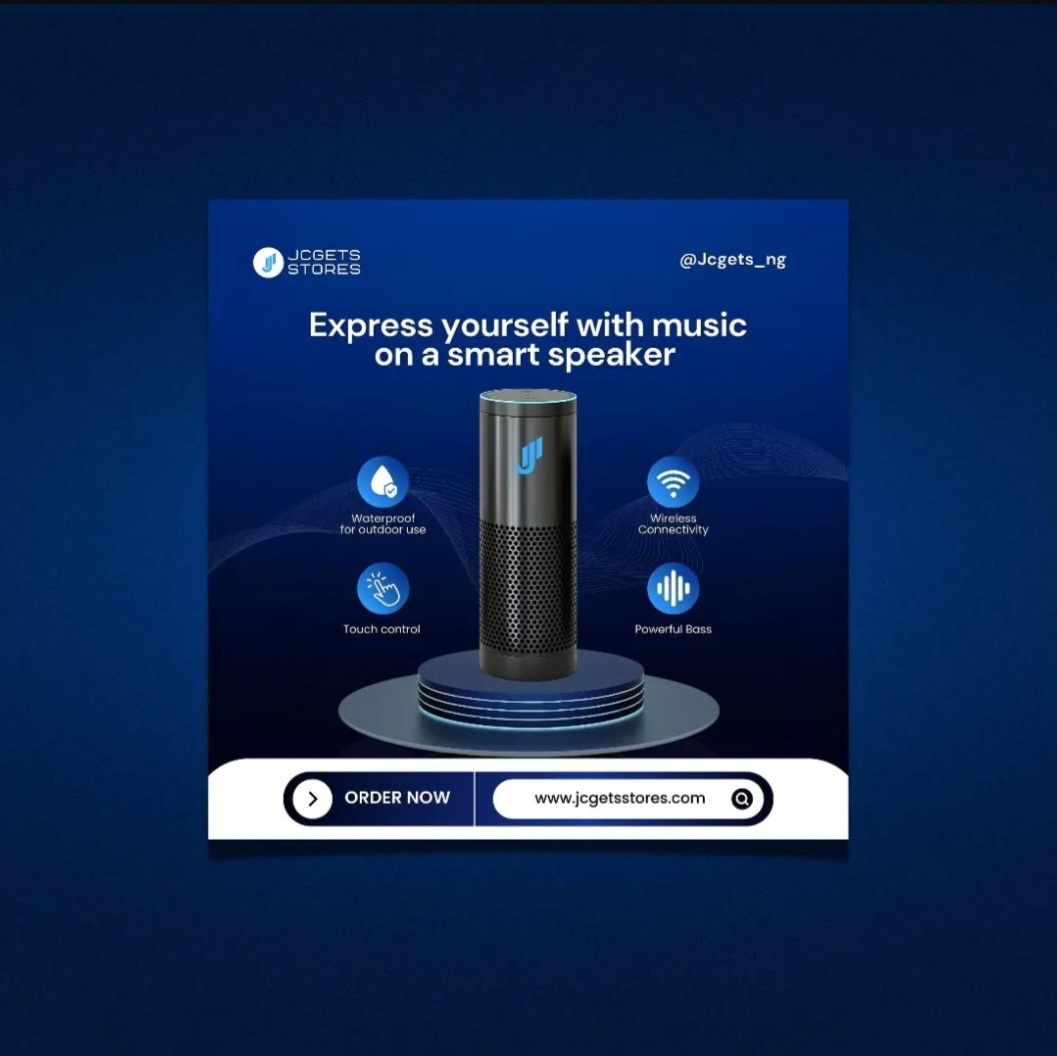 JCGETS
STORES
@Jcgets_ng
Express yourself with music
on a smart speaker
Waterproof
for outdoor use
Wireless
Connectivity
Touch control
Powerful Bass
ORDER NOW
www.jcgetsstores.com